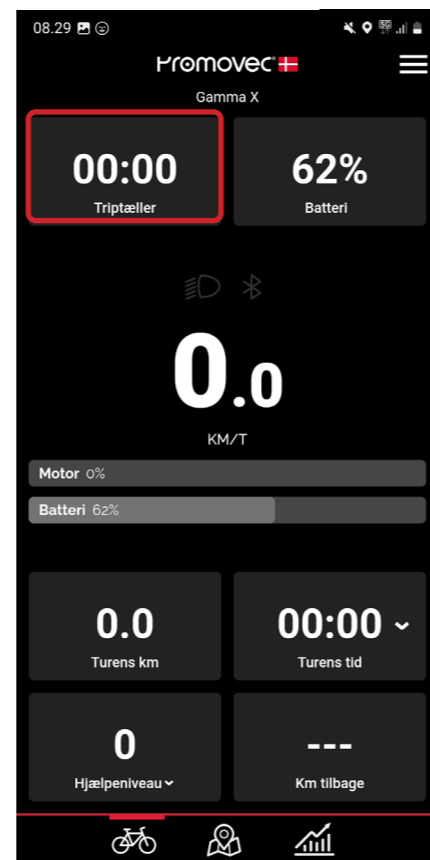 08.29
Promovec
Gamma X
00:00
Triptæller
62%
Batteri
0.0
KM/T
Motor 0%
Batteri 62%
0.0
Turens km
00:00
Turens tid
0
Hjælpeniveau
---
Km tilbage